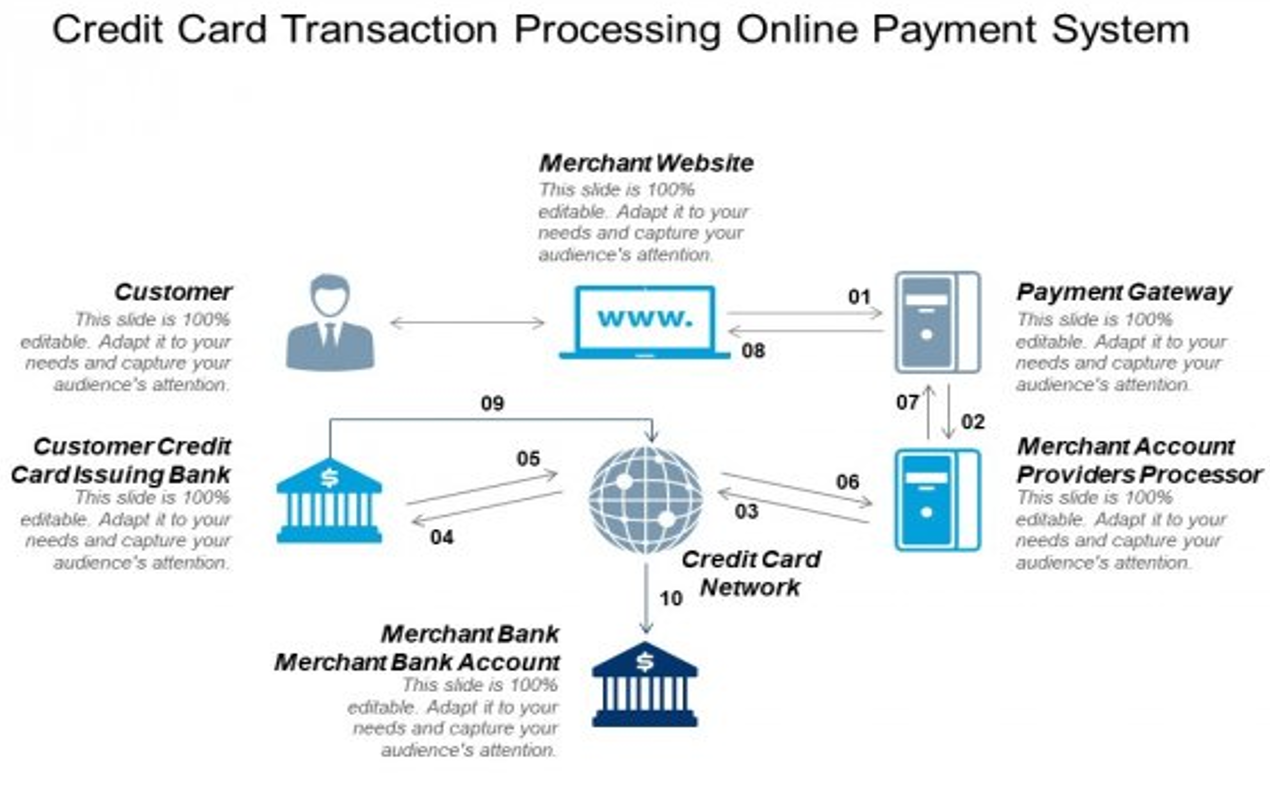 Credit Card Transaction Processing Online Payment System
Merchant Website
This slide is 100%
editable. Adapt it to your
needs and capture your
audience's attention.
Customer
This slide is 100%
editable. Adapt it to your
needs and capture your
audience's attention.
www.
01
08
Payment Gateway
This slide is 100%
editable. Adapt it to your
needs and capture your
audience's attention.
07
02
09
Customer Credit
Card Issuing Bank
This slide is 100%
editable. Adapt it to your
needs and capture your
audience's attention.
$
05
04
06
03
Merchant Account
Providers Processor
This slide is 100%
editable. Adapt it to your
needs and capture your
audience's attention.
Credit Card
Network
10
Merchant Bank
Merchant Bank Account
This slide is 100%
editable. Adapt it to your
needs and capture your
audience's attention.
$